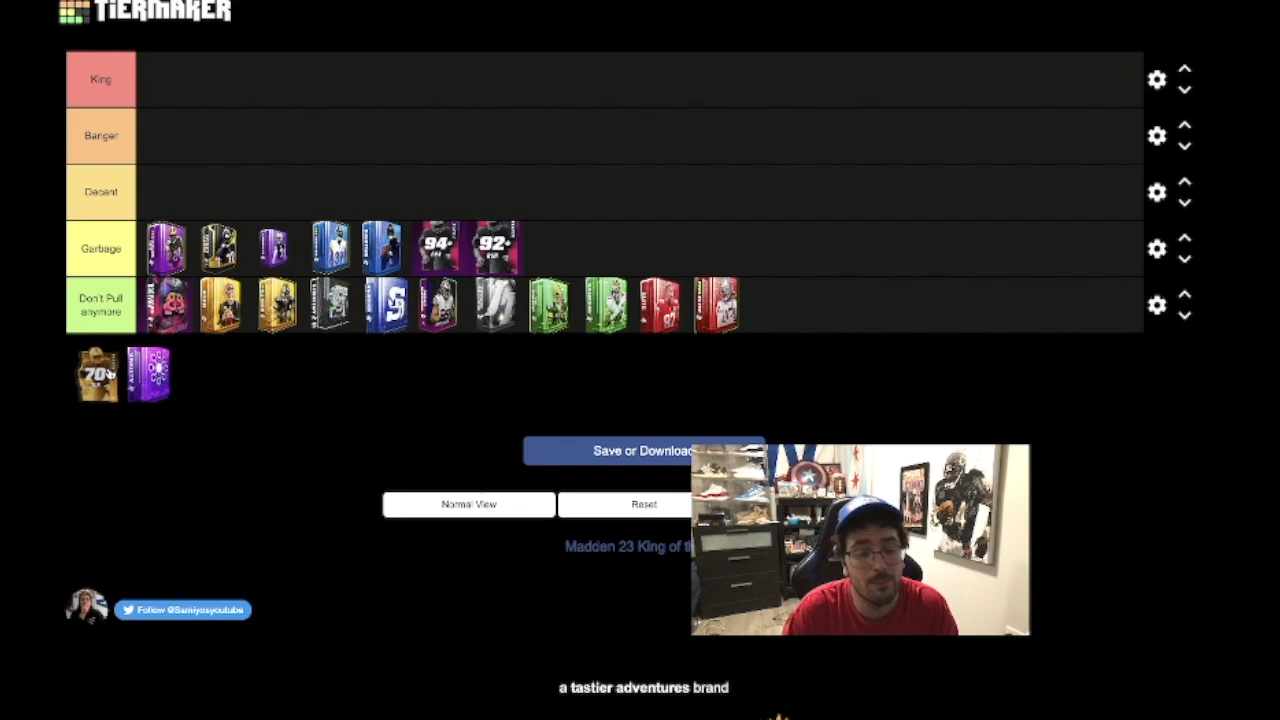 TiERMAKER
King
Banger
Decent
Garbage
94+
92+
Don't Pull
anymore
70+
Save or Download
Normal View
Reset
Madden 23 King of th
Follow @Samiyosyoutube
a tastier adventures brand